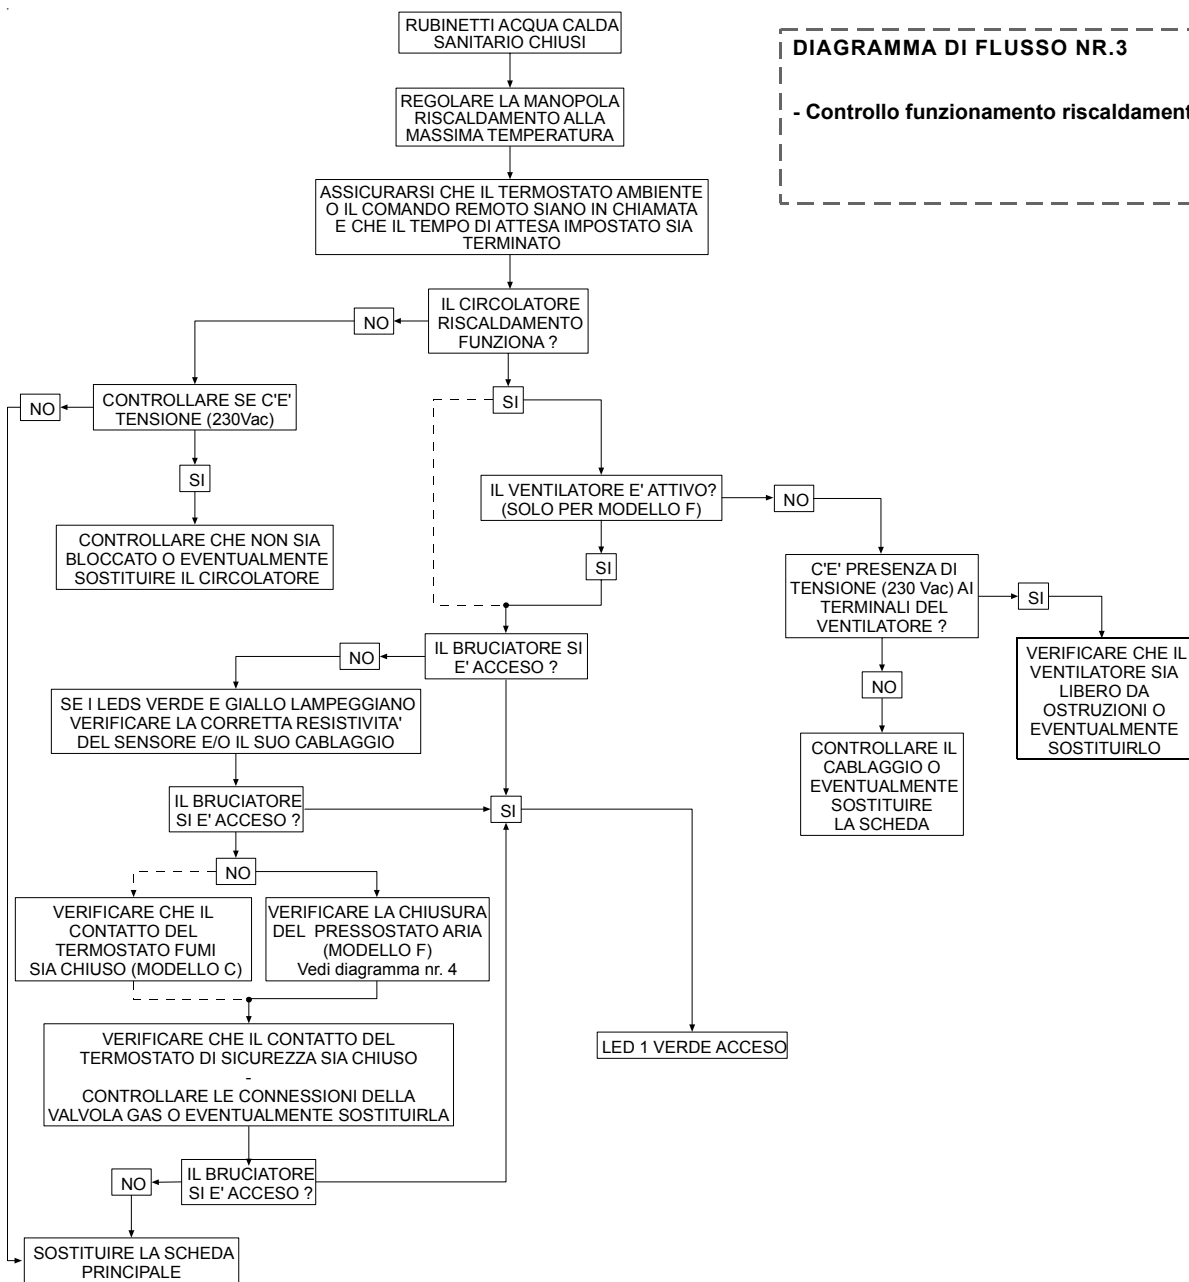 RUBINETTI ACQUA CALDA
SANITARIO CHIUSI
DIAGRAMMA DI FLUSSO NR.3
- Controllo funzionamento riscaldament
REGOLARE LA MANOPOLA
RISCALDAMENTO ALLA
MASSIMA TEMPERATURA
ASSICURARSI CHE IL TERMOSTATO AMBIENTE
O IL COMANDO REMOTO SIANO IN CHIAMATA
E CHE IL TEMPO DI ATTESA IMPOSTATO SIA
TERMINATO
IL CIRCOLATORE
RISCALDAMENTO
FUNZIONA ?
NO
CONTROLLARE SE C'E'
TENSIONE (230Vac)
NO
SI
SI
CONTROLLARE CHE NON SIA
BLOCCATO O EVENTUALMENTE
SOSTITUIRE IL CIRCOLATORE
IL VENTILATORE E' ATTIVO?
(SOLO PER MODELLO F)
NO
SI
C'E' PRESENZA DI
TENSIONE (230 Vac) AI
TERMINALI DEL
VENTILATORE ?
SI
NO
VERIFICARE CHE IL
VENTILATORE SIA
LIBERO DA
OSTRUZIONI O
EVENTUALMENTE
SOSTITUIRLO
CONTROLLARE IL
CABLAGGIO O
EVENTUALMENTE
SOSTITUIRE
LA SCHEDA
IL BRUCIATORE SI
E' ACCESO ?
NO
SE I LEDS VERDE E GIALLO LAMPEGGIANO
VERIFICARE LA CORRETTA RESISTIVITA'
DEL SENSORE E/O IL SUO CABLAGGIO
IL BRUCIATORE
SI E' ACCESO ?
SI
NO
VERIFICARE CHE IL
CONTATTO DEL
TERMOSTATO FUMI
SIA CHIUSO (MODELLO C)
VERIFICARE LA CHIUSURA
DEL PRESSOSTATO ARIA
(MODELLO F)
Vedi diagramma nr. 4
VERIFICARE CHE IL CONTATTO DEL
TERMOSTATO DI SICUREZZA SIA CHIUSO
-
CONTROLLARE LE CONNESSIONI DELLA
VALVOLA GAS O EVENTUALMENTE SOSTITUIRLA
LED 1 VERDE ACCESO
IL BRUCIATORE
SI E' ACCESO ?
NO
SOSTITUIRE LA SCHEDA
PRINCIPALE